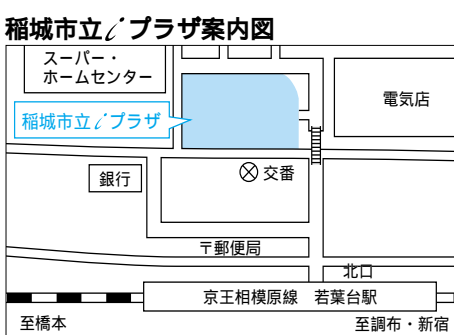 稲城市立iプラザ案内図
スーパー・
ホームセンター
電気店
稲城市立iプラザ
銀行
交番
〒郵便局
北口
京王相模原線 若葉台駅
至橋本
至調布・新宿